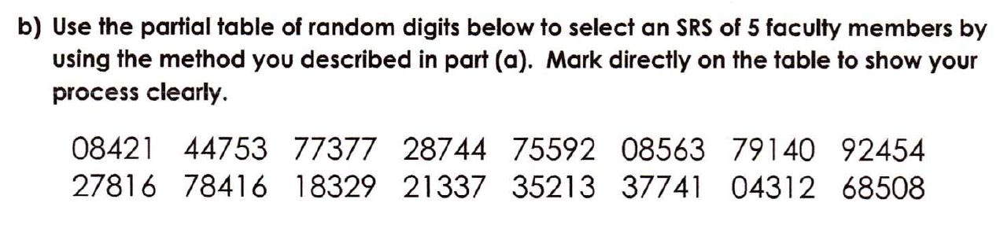 b) Use the partial table of random digits below to select an SRS of 5 faculty members by
using the method you described in part (a). Mark directly on the table to show your
process clearly.
08421 44753 77377 28744 75592 08563 79140 92454
27816 78416 18329 21337 35213 37741 04312 68508